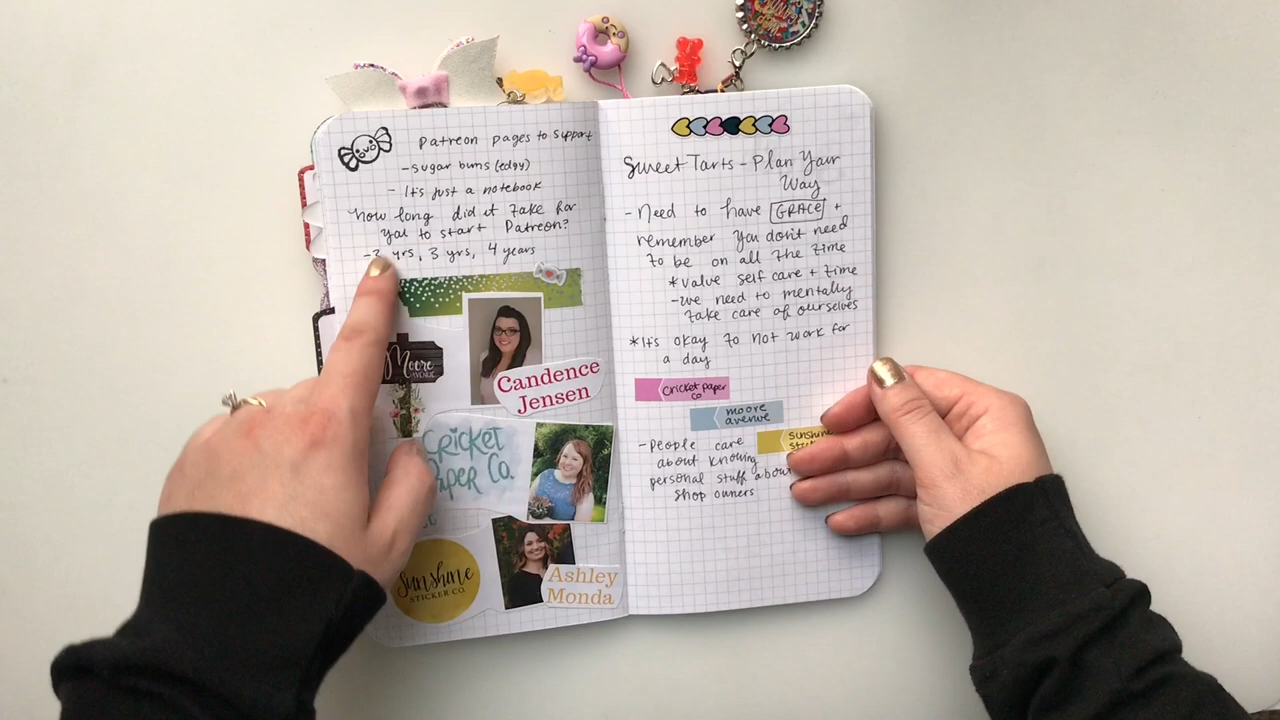 Patreon pages to support
- sugar buns (edgy)
- It's just a notebook
how long did it take for
yal to start Patreon?
yrs, 3 yrs, 4 years
Moore
AVENUE
Candence
Jensen
Cricket
Paper Co.
Sunshine
STICKER CO.
Ashley
Monda
Sweet Tarts - Plan Your
Way
- Need to have GRACE +
remember you don't need
to be on all the time
* value self care + time
- we need to mentally
take care of ourselves
* It's okay to not work for
a day
cricket paper
co
moore
avenue
sunshine
- People care
about knowing
personal stuff about
shop owners